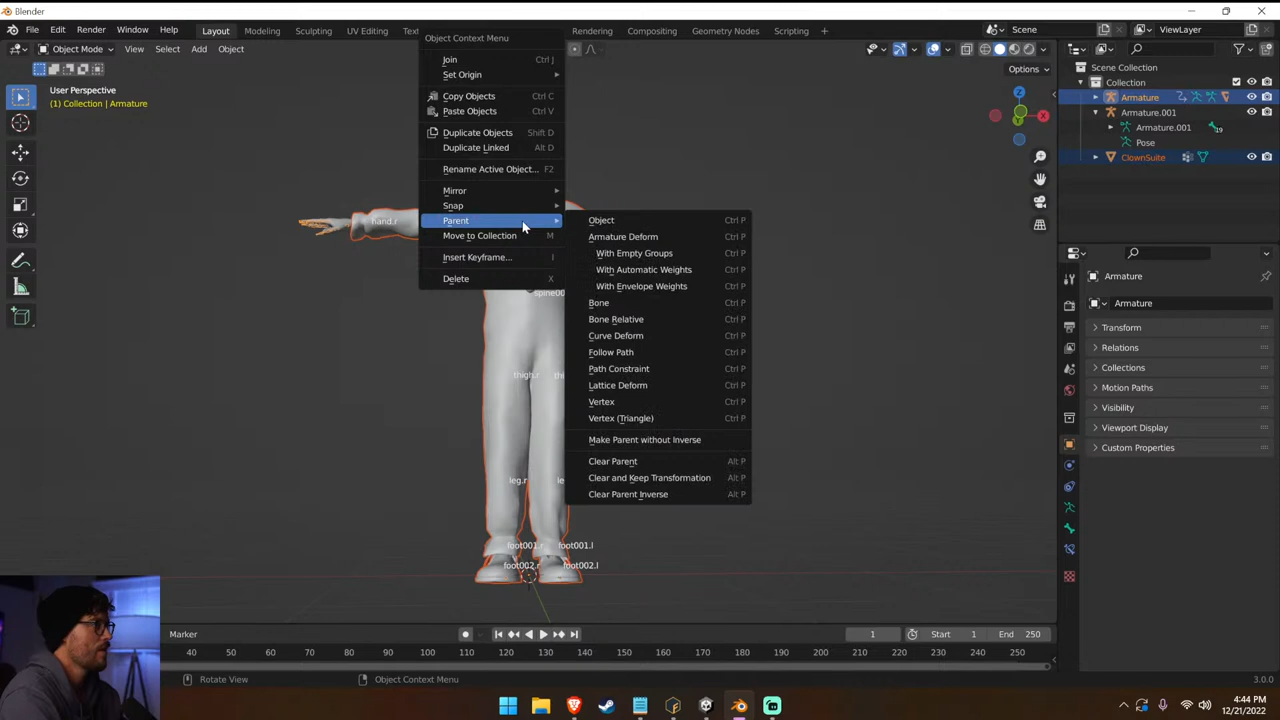 Blender
File Edit Render Window Help Layout Modeling Sculpting UV Editing Tex Rendering Compositing Geometry Nodes Scripting + Scene ViewLayer
Object Mode View Select Add Object
Options
User Perspective
(1) Collection | Armature
Object Context Menu
Join Ctrl J
Set Origin
Copy Objects Ctrl C
Paste Objects Ctrl V
Duplicate Objects Shift D
Duplicate Linked Alt D
Rename Active Object... F2
Mirror
Snap
Parent
Move to Collection M
Insert Keyframe... I
Delete X
Object Ctrl P
Armature Deform Ctrl P
With Empty Groups Ctrl P
With Automatic Weights Ctrl P
With Envelope Weights Ctrl P
Bone Ctrl P
Bone Relative Ctrl P
Curve Deform Ctrl P
Follow Path Ctrl P
Path Constraint Ctrl P
Lattice Deform Ctrl P
Vertex Ctrl P
Vertex (Triangle) Ctrl P
Make Parent without Inverse Ctrl P
Clear Parent Alt P
Clear and Keep Transformation Alt P
Clear Parent Inverse Alt P
hand.r
spine00
thigh.r thi
leg.r le
foot001.r foot001.l
foot002.r foot002.l
Z
X
Y
Scene Collection
Collection
Armature
Armature.001
Armature.001 19
Pose
ClownSuite
Armature
Armature
Transform
Relations
Collections
Motion Paths
Visibility
Viewport Display
Custom Properties
Marker
1 Start 1 End 250
40 50 60 70 80 90 100 110 120 130 140 150 160 170 180 190 200 210 220 230 240 250
Rotate View Object Context Menu 3.0.0
4:44 PM
12/21/2022